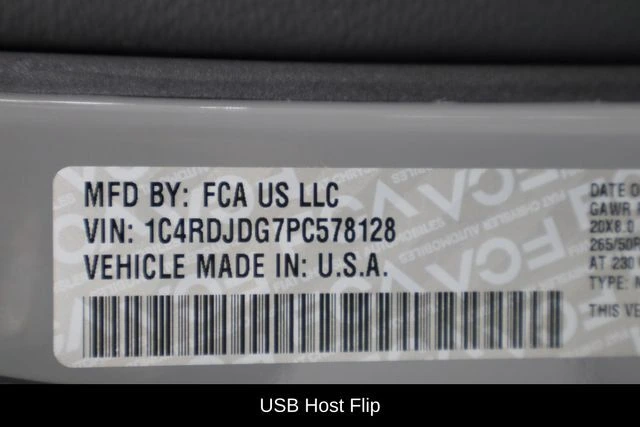 MFD BY: FCA US LLC
VIN: 1C4RDJDG7PC578128
VEHICLE MADE IN: U.S.A.
DATE O
GAWR
20X8.0
265/50
AT 230
TYPE:
THIS VE
USB Host Flip